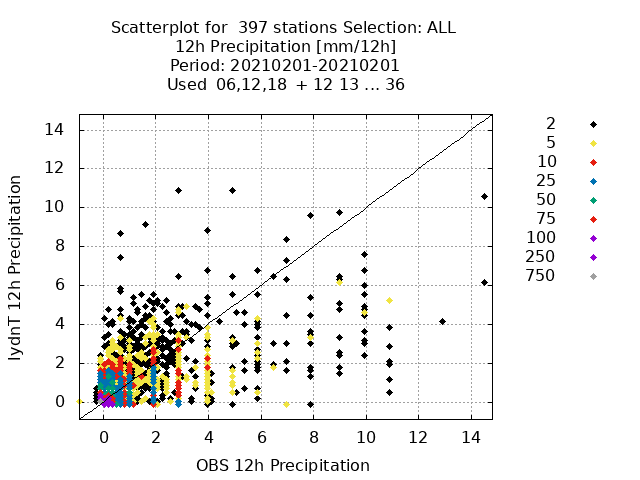 Scatterplot for  397 stations Selection: ALL
12h Precipitation [mm/12h]
Period: 20210201-20210201
Used  06,12,18  + 12 13 ... 36
14
12
10
8
6
4
2
0
0 2 4 6 8 10 12 14
IydnT 12h Precipitation
OBS 12h Precipitation
2
5
10
25
50
75
100
250
750